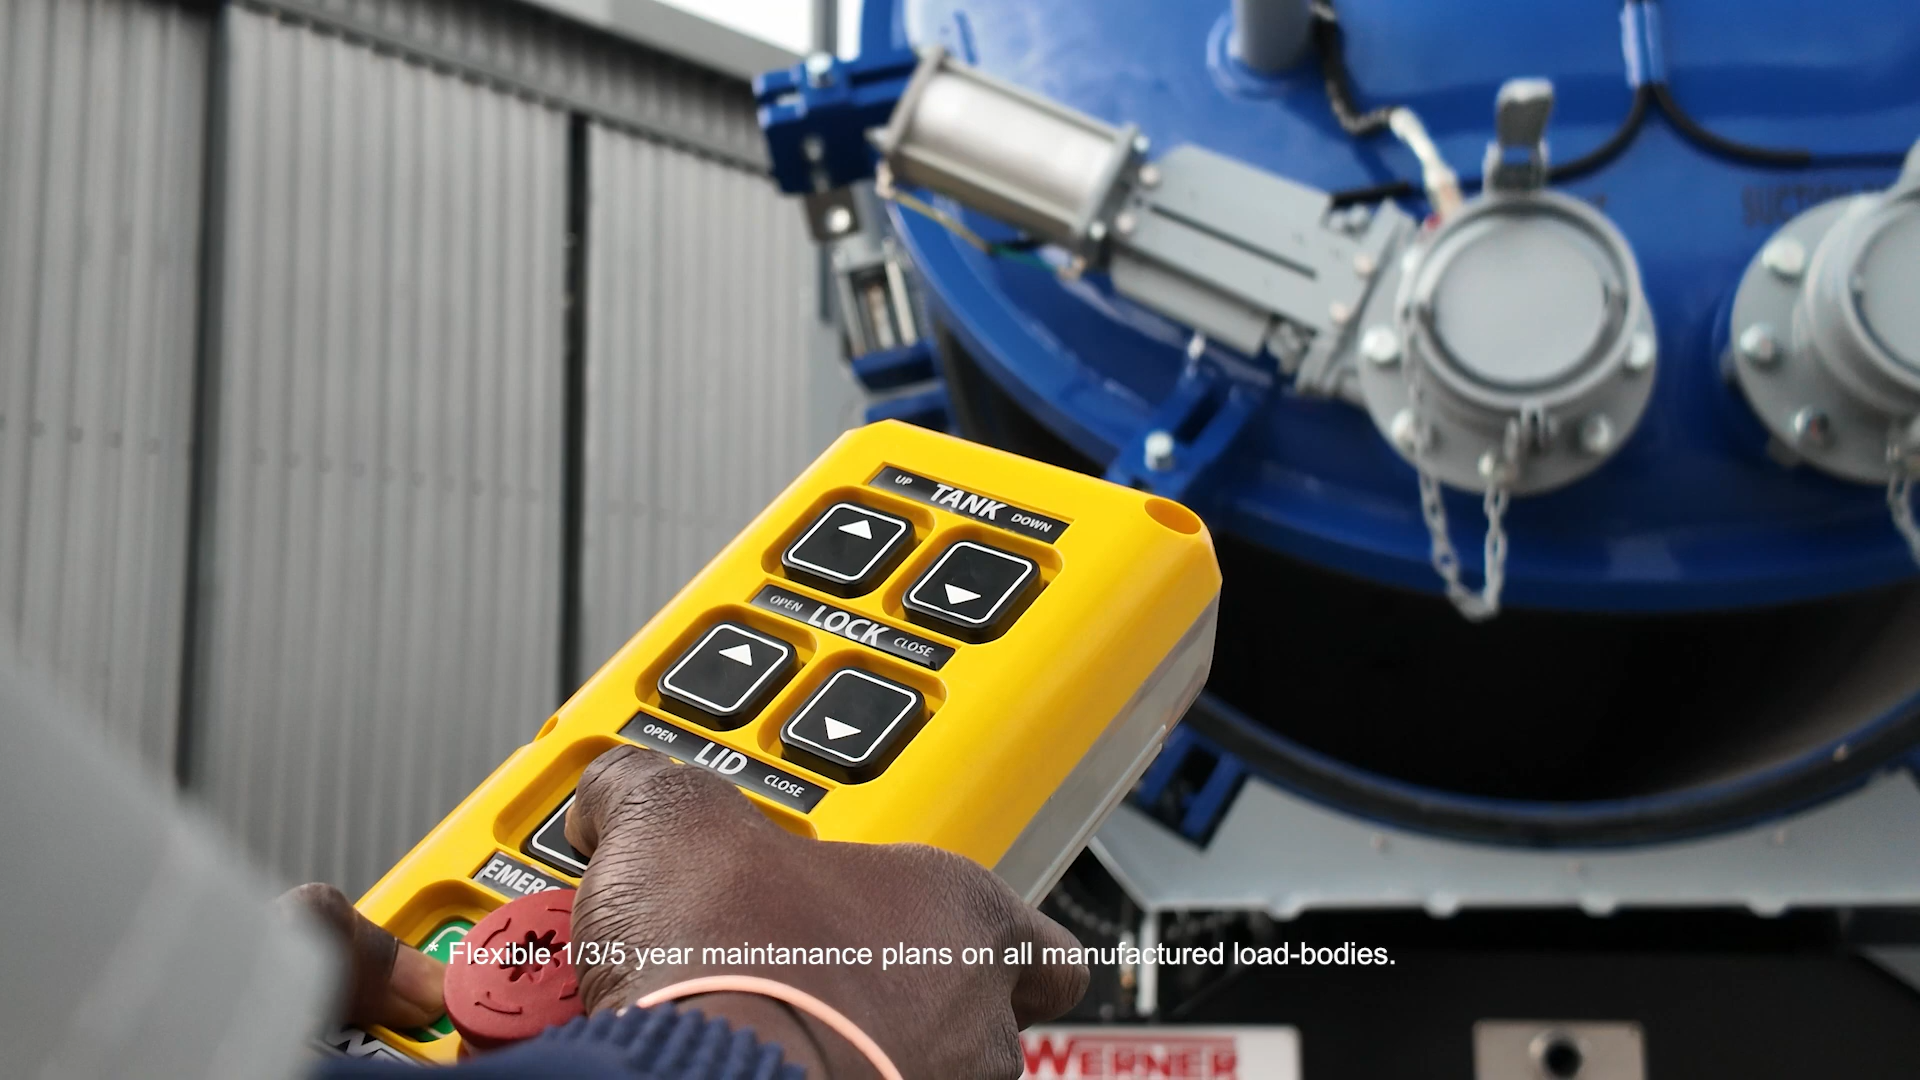 UP TANK DOWN
OPEN LOCK CLOSE
OPEN LID CLOSE
Flexible 1/3/5 year maintanance plans on all manufactured load-bodies.
WERNER